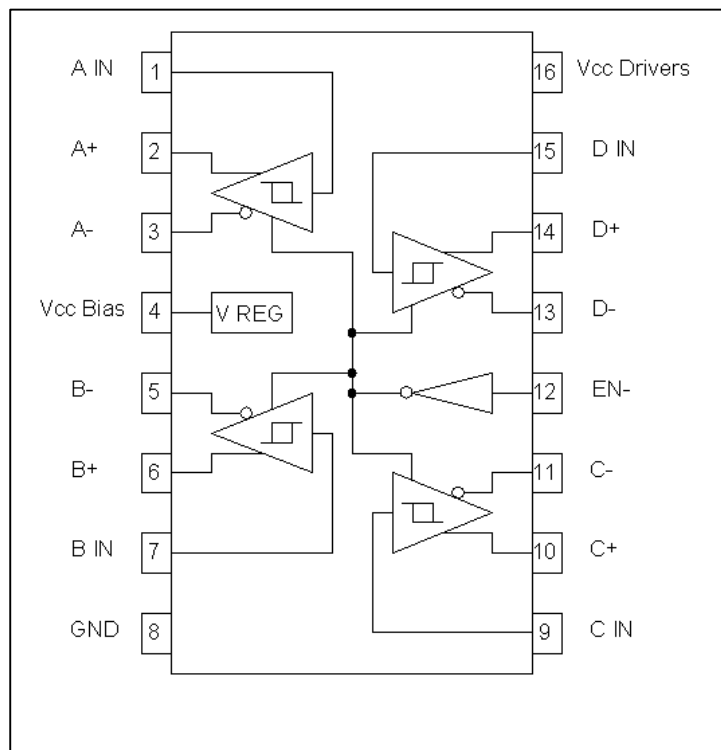 A IN 1 16 Vcc Drivers
A+ 2 15 D IN
A- 3 14 D+
Vcc Bias 4 V REG 13 D-
B- 5 12 EN-
B+ 6 11 C-
B IN 7 10 C+
GND 8 9 C IN